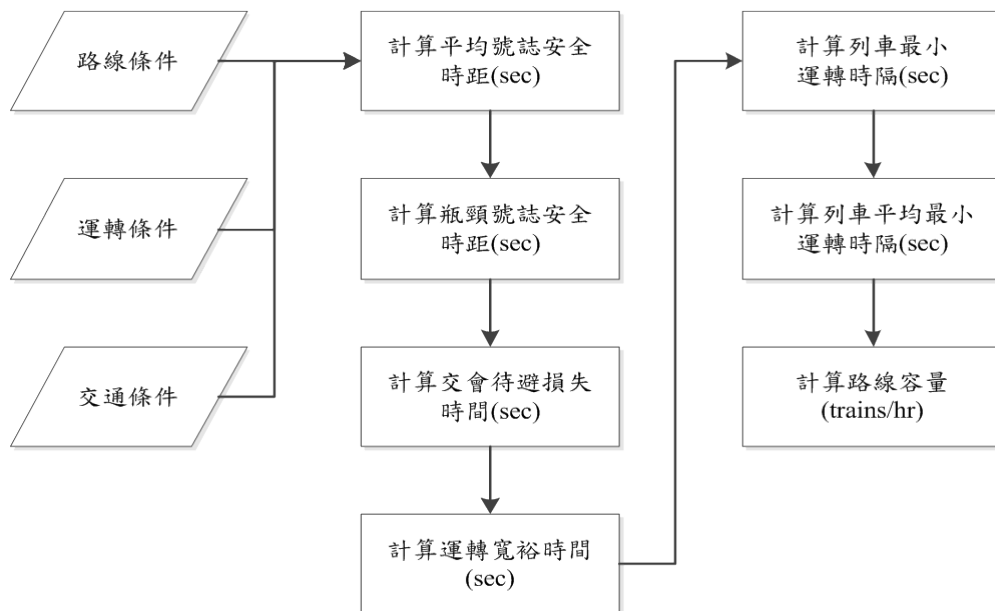 路線條件
運轉條件
交通條件
計算平均號誌安全
時距(sec)
計算瓶頸號誌安全
時距(sec)
計算交會待避損失
時間(sec)
計算運轉寬裕時間
(sec)
計算列車最小
運轉時隔(sec)
計算列車平均最小
運轉時隔(sec)
計算路線容量
(trains/hr)